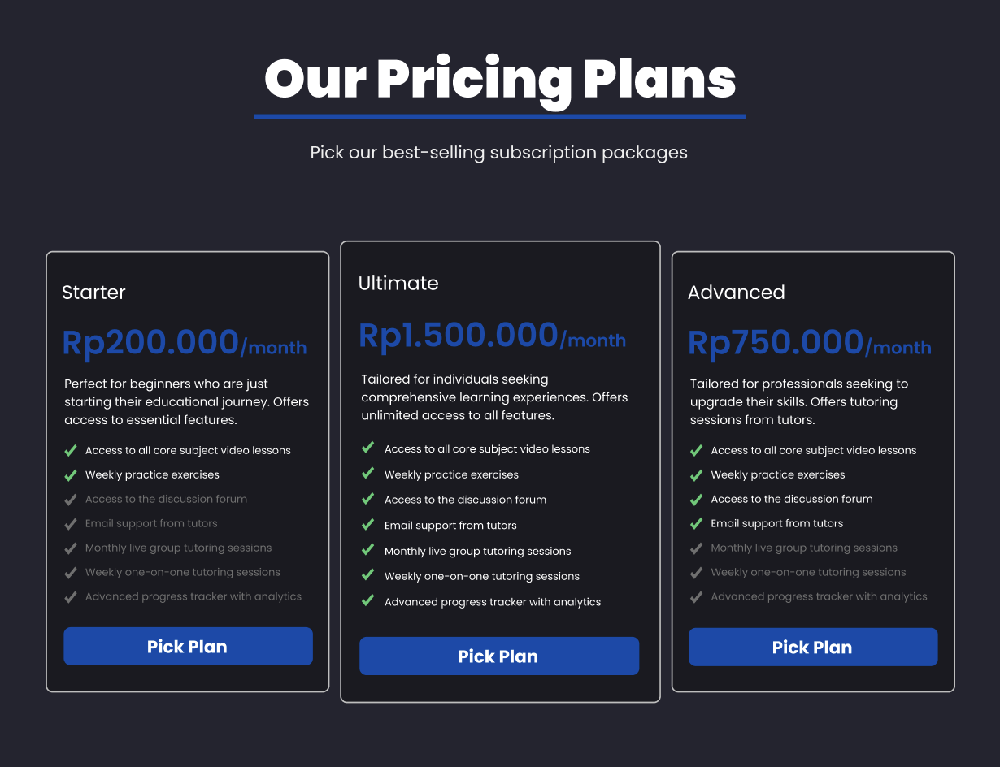 Our Pricing Plans
Pick our best-selling subscription packages
Starter
Rp200.000/month
Perfect for beginners who are just
starting their educational journey. Offers
access to essential features.
Access to all core subject video lessons
Weekly practice exercises
Access to the discussion forum
Email support from tutors
Monthly live group tutoring sessions
Weekly one-on-one tutoring sessions
Advanced progress tracker with analytics
Pick Plan
Ultimate
Rp1.500.000/month
Tailored for individuals seeking
comprehensive learning experiences. Offers
unlimited access to all features.
Access to all core subject video lessons
Weekly practice exercises
Access to the discussion forum
Email support from tutors
Monthly live group tutoring sessions
Weekly one-on-one tutoring sessions
Advanced progress tracker with analytics
Pick Plan
Advanced
Rp750.000/month
Tailored for professionals seeking to
upgrade their skills. Offers tutoring
sessions from tutors.
Access to all core subject video lessons
Weekly practice exercises
Access to the discussion forum
Email support from tutors
Monthly live group tutoring sessions
Weekly one-on-one tutoring sessions
Advanced progress tracker with analytics
Pick Plan